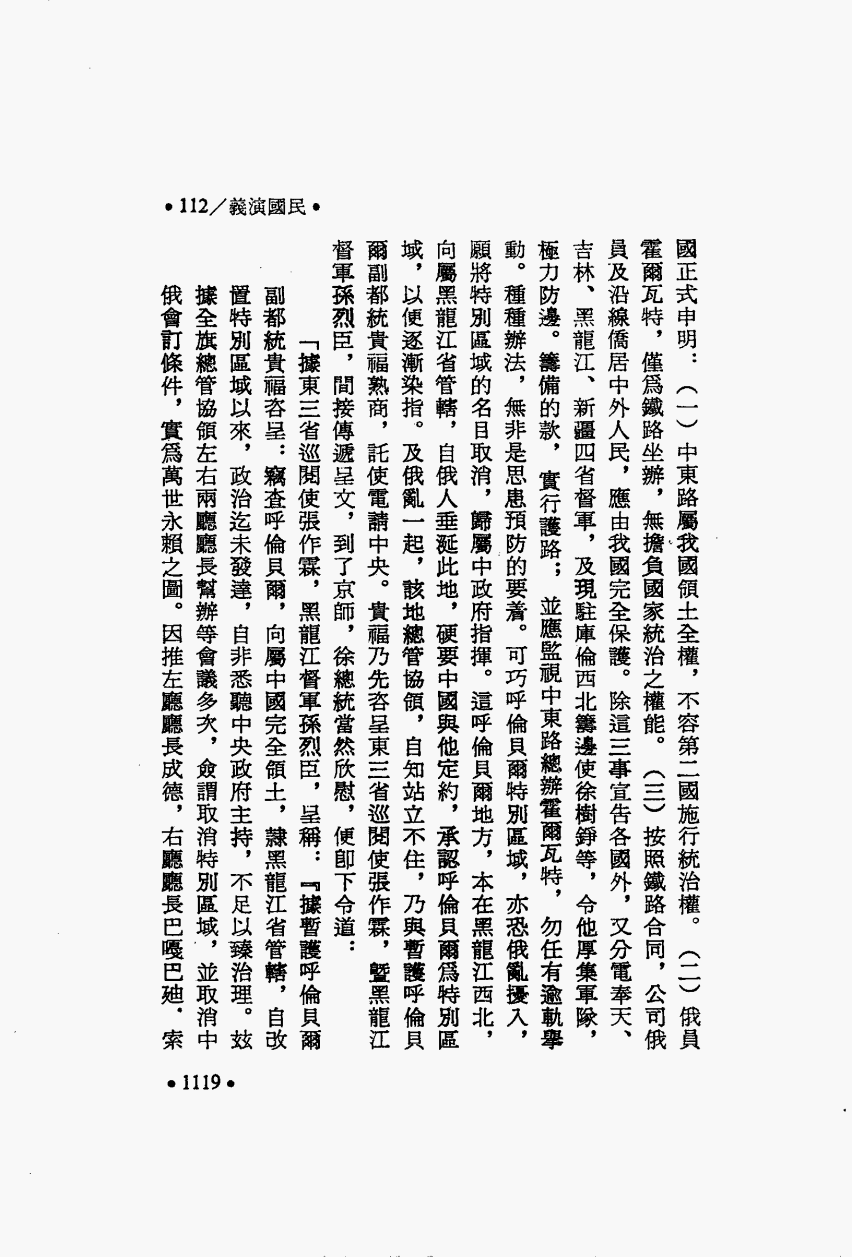 •112／義演國民•
國正式申明：（一）中東路屬我國領土全權，不容第二國施行統治權。（二）俄員
霍爾瓦特，僅爲鐵路坐辦，無擔負國家統治之權能。（三）按照鐵路合同，公司俄
員及沿線僑居中外人民，應由我國完全保護。除這三事宣告各國外，又分電奉天、
吉林、黑龍江、新疆四省督軍，及現駐庫倫西北籌邊使徐樹錚等，令他厚集軍隊，
極力防邊。籌備的款，實行護路；並應監視中東路總辦霍爾瓦特，勿任有逾軌舉
動。種種辦法，無非是思患預防的要着。可巧呼倫貝爾特別區域，亦恐俄亂擾入，
願將特別區域的名目取消，歸屬中政府指揮。這呼倫貝爾地方，本在黑龍江西北，
向屬黑龍江省管轄，自俄人垂涎此地，硬要中國與他定約，承認呼倫貝爾爲特別區
域，以便逐漸染指。及俄亂一起，該地總管協領，自知站立不住，乃與暫護呼倫貝
爾副都統貴福熟商，託使電請中央。貴福乃先咨呈東三省巡閱使張作霖，暨黑龍江
督軍孫烈臣，間接傳遞呈文，到了京師，徐總統當然欣慰，便卽下令道：
「據東三省巡閱使張作霖，黑龍江督軍孫烈臣，呈稱：『據暫護呼倫貝爾
副都統貴福咨呈：竊查呼倫貝爾，向屬中國完全領土，隸黑龍江省管轄，自改
置特別區域以來，政治迄未發達，自非悉聽中央政府主持，不足以臻治理。玆
據全旗總管協領左右兩廳廳長幫辦等會議多次，僉謂取消特別區域，並取消中
俄會訂條件，實爲萬世永賴之圖。因推左廳廳長成德，右廳廳長巴嘎巴廸．索
•1119•